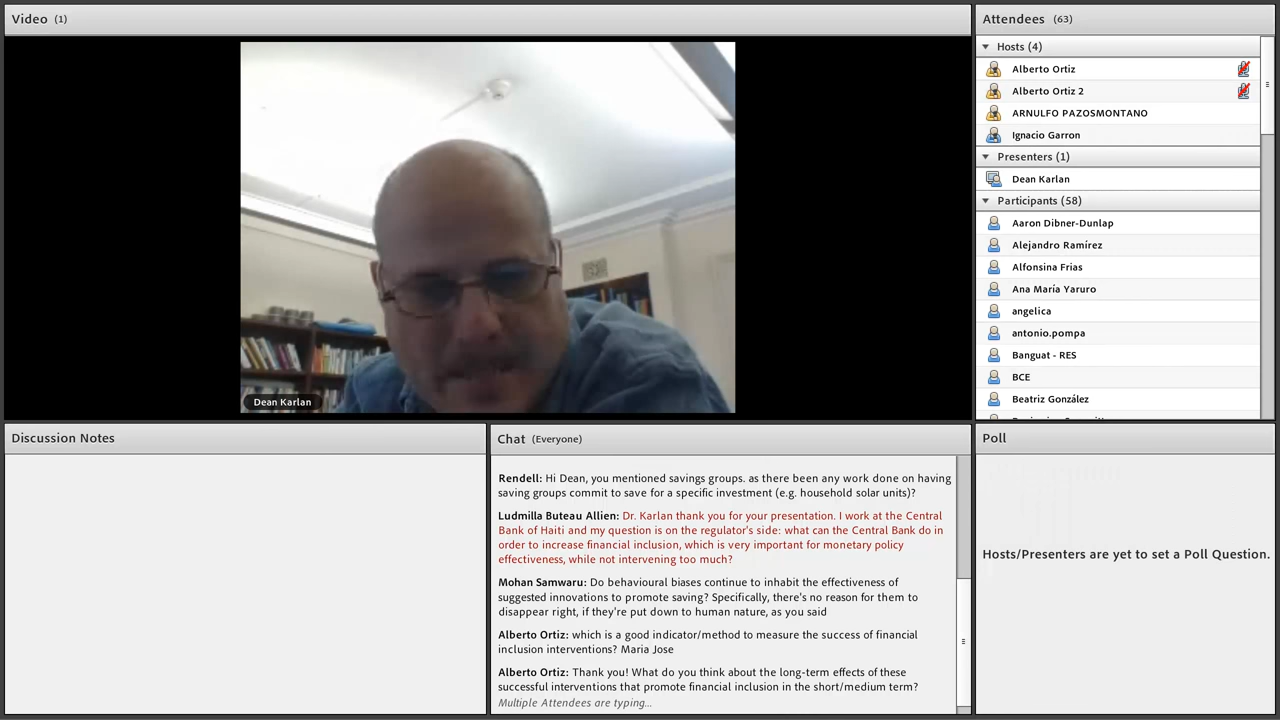 Video (1)
Dean Karlan
Attendees (63)
Hosts (4)
Alberto Ortiz
Alberto Ortiz 2
ARNULFO PAZOSMONTANO
Ignacio Garron
Presenters (1)
Dean Karlan
Participants (58)
Aaron Dibner-Dunlap
Alejandro Ramírez
Alfonsina Frias
Ana María Yaruro
angelica
antonio.pompa
Banguat - RES
BCE
Beatriz González
Discussion Notes
Chat (Everyone)
Rendell: Hi Dean, you mentioned savings groups. as there been any work done on having
saving groups commit to save for a specific investment (e.g. household solar units)?
Ludmilla Buteau Allien: Dr. Karlan thank you for your presentation. I work at the Central
Bank of Haiti and my question is on the regulator's side: what can the Central Bank do in
order to increase financial inclusion, which is very important for monetary policy
effectiveness, while not intervening too much?
Mohan Samwaru: Do behavioural biases continue to inhabit the effectiveness of
suggested innovations to promote saving? Specifically, there's no reason for them to
disappear right, if they're put down to human nature, as you said
Alberto Ortiz: which is a good indicator/method to measure the success of financial
inclusion interventions? Maria Jose
Alberto Ortiz: Thank you! What do you think about the long-term effects of these
successful interventions that promote financial inclusion in the short/medium term?
Multiple Attendees are typing...
Poll
Hosts/Presenters are yet to set a Poll Question.